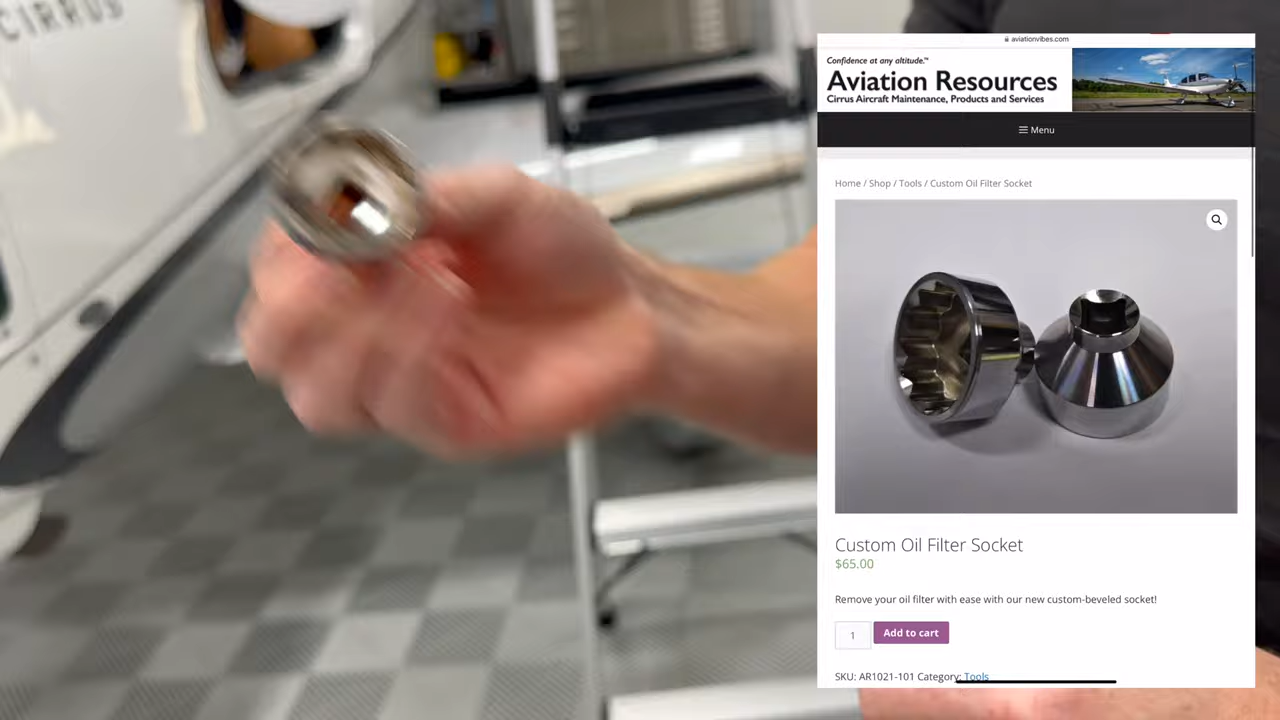 CIRRUS
aviationvibes.com
Confidence at any altitude.™
Aviation Resources
Cirrus Aircraft Maintenance, Products and Services
Menu
Home / Shop / Tools / Custom Oil Filter Socket
Custom Oil Filter Socket
$65.00
Remove your oil filter with ease with our new custom-beveled socket!
1
Add to cart
SKU: AR1021-101 Category: Tools